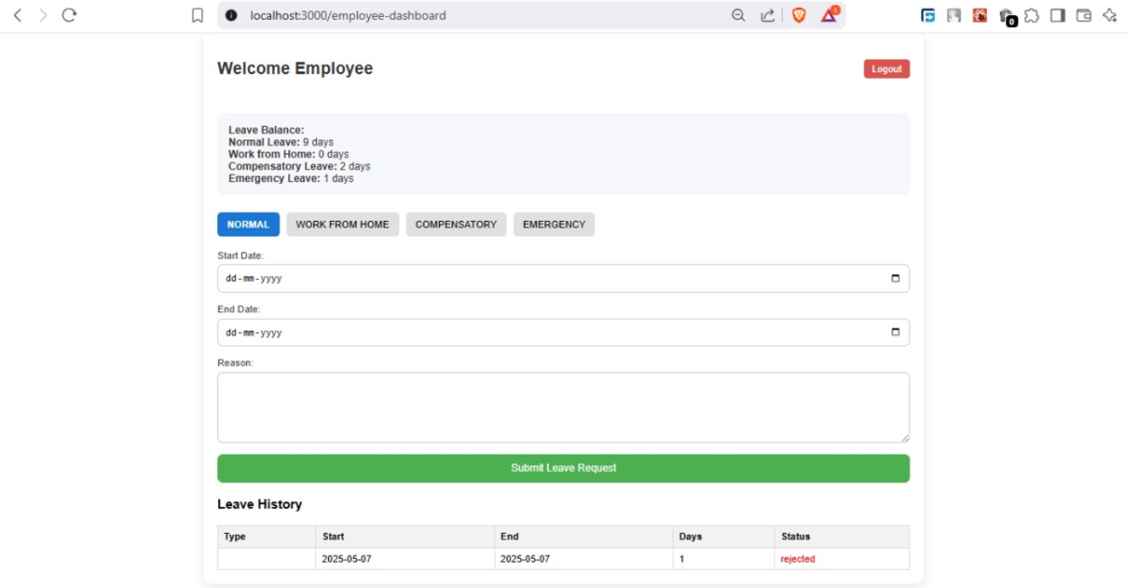 localhost:3000/employee-dashboard
Welcome Employee
Logout
Leave Balance:
Normal Leave: 9 days
Work from Home: 0 days
Compensatory Leave: 2 days
Emergency Leave: 1 days
NORMAL WORK FROM HOME COMPENSATORY EMERGENCY
Start Date:
dd-mm-yyyy
End Date:
dd-mm-yyyy
Reason:
Submit Leave Request
Leave History
Type Start End Days Status
2025-05-07 2025-05-07 1 rejected